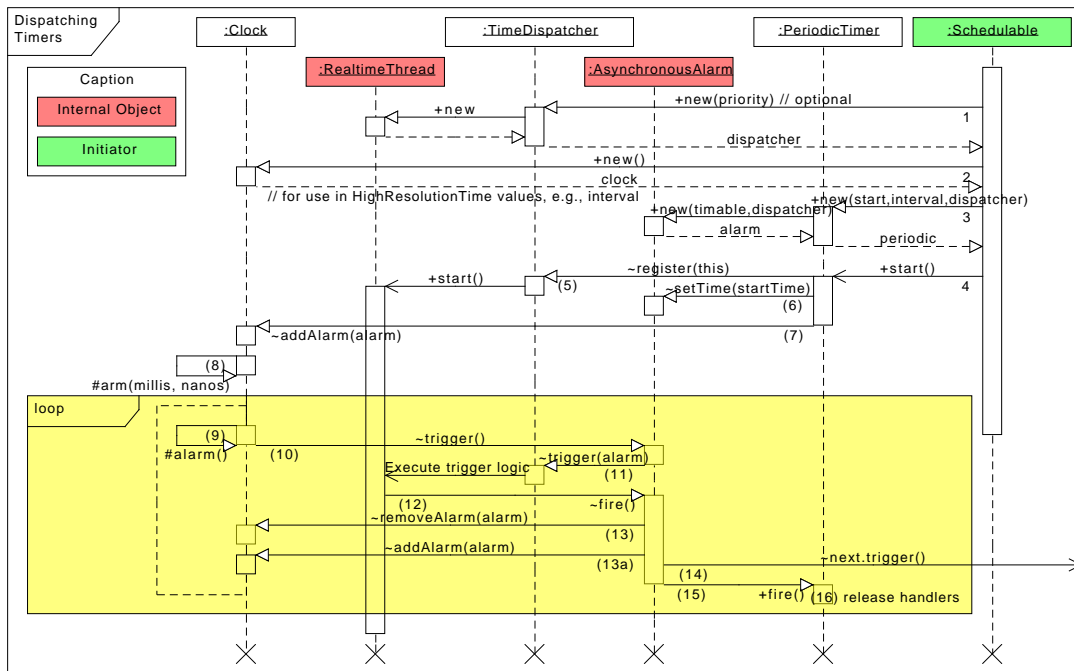 Dispatching
Timers
:Clock
:TimeDispatcher
:PeriodicTimer
:Schedulable
:RealtimeThread
:AsynchronousAlarm
Caption
Internal Object
Initiator
+new(priority) // optional
1
+new
dispatcher
+new()
2
clock
// for use in HighResolutionTime values, e.g., interval
+new(start,interval,dispatcher)
3
+new(timable,dispatcher)
alarm
periodic
+start()
4
~register(this)
(5)
+start()
~setTime(startTime)
(6)
~addAlarm(alarm)
(7)
(8)
#arm(millis, nanos)
loop
(9)
#alarm()
~trigger()
(10)
~trigger(alarm)
(11)
Execute trigger logic
(12)
~fire()
~removeAlarm(alarm)
(13)
~addAlarm(alarm)
(13a)
~next.trigger()
(14)
(15)
+fire()
(16) release handlers